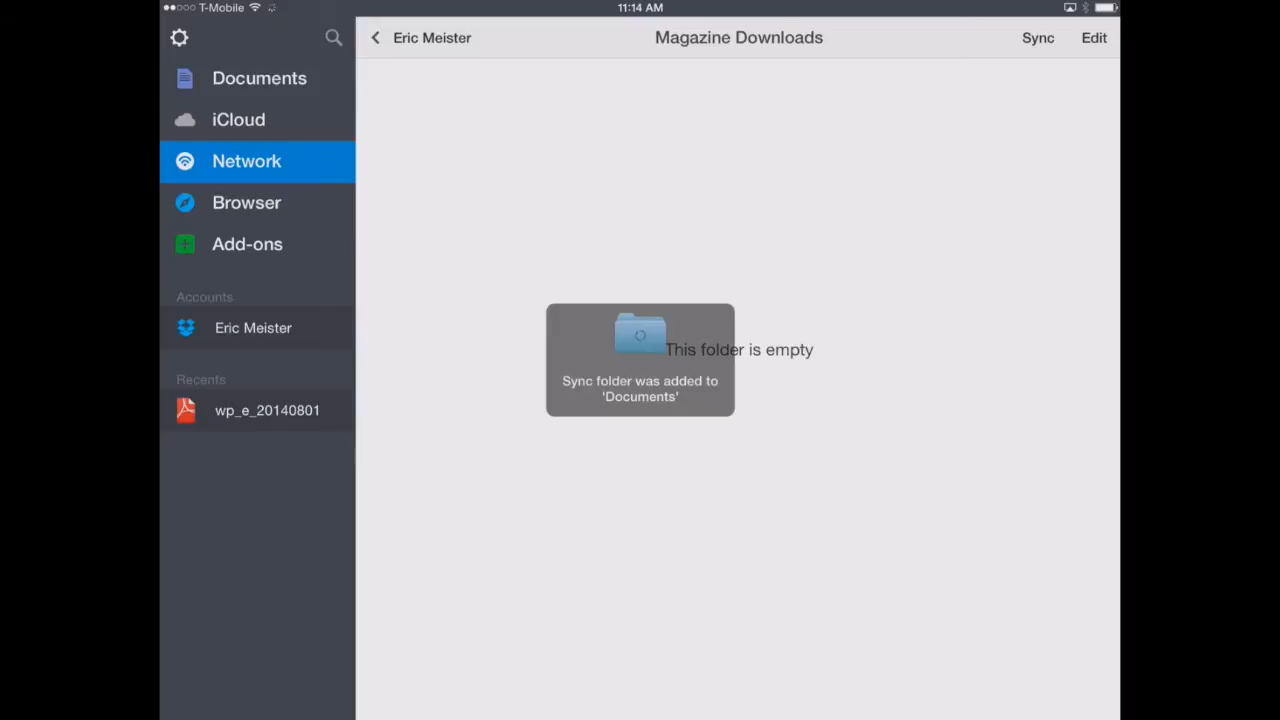 T-Mobile
11:14 AM
Eric Meister
Magazine Downloads
Sync
Edit
Documents
iCloud
Network
Browser
Add-ons
Accounts
Eric Meister
Recents
wp_e_20140801
This folder is empty
Sync folder was added to
'Documents'